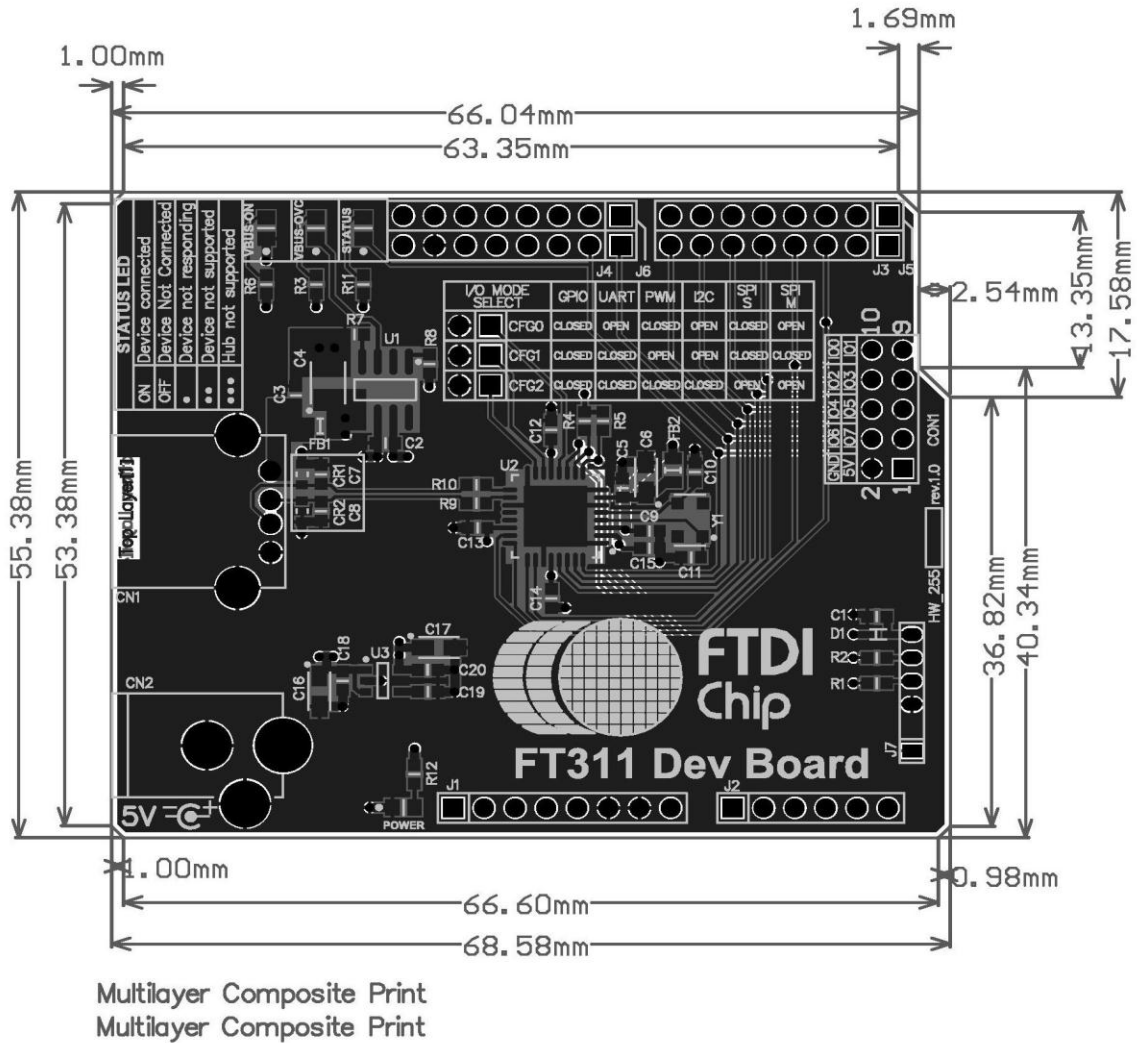 1.69mm
1.00mm
66.04mm
63.35mm
STATUS LED
ON Device connected
OFF Device Not Connected
• Device not responding
•• Device not supported
••• Hub not supported
VBUS-ON
VBUS-OVC
STATUS
R6
R3
R11
J4 J6
J3 J5
I/O MODE SELECT GPIO UART PWM I2C SPI S SPI M
CFG0 CLOSED OPEN CLOSED OPEN CLOSED OPEN
CFG1 CLOSED CLOSED OPEN OPEN CLOSED CLOSED
CFG2 CLOSED CLOSED CLOSED CLOSED OPEN OPEN
2.54mm
13.35mm
17.58mm
10 9
IO0 IO1
IO2 IO3
IO4 IO5
IO6 IO7
GND 5V
2 1
CON1
rev.1.0
HW_255
R7
U1
R8
C4
C3
FB1
C2
C12
R4
R5
C5
C6
FB2
C10
CR1 C7
CR2 C8
U2
R10
R9
C13
C9
Y1
C15
C11
C14
CN1
55.38mm
53.38mm
36.82mm
40.34mm
C1
D1
R2
R1
J7
C17
C18
U3
C20
C19
C16
CN2
FTDI
Chip
FT311 Dev Board
R12
J1
J2
5V
POWER
1.00mm
0.98mm
66.60mm
68.58mm
Multilayer Composite Print
Multilayer Composite Print